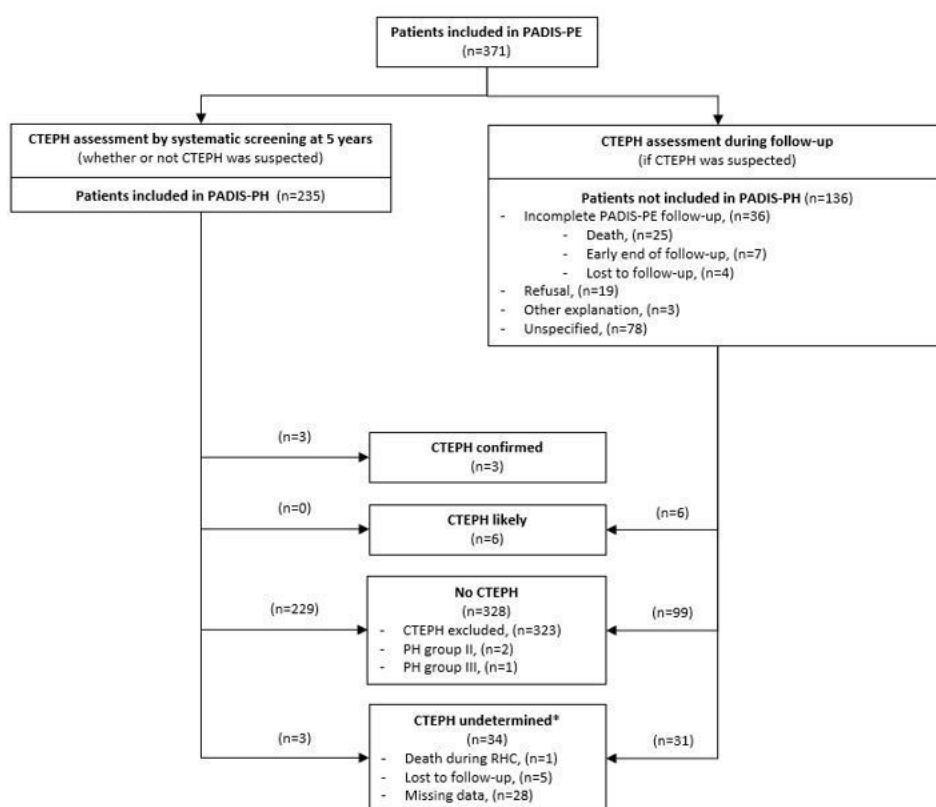 Patients included in PADIS-PE
(n=371)
CTEPH assessment by systematic screening at 5 years
(whether or not CTEPH was suspected)
Patients included in PADIS-PH (n=235)
CTEPH assessment during follow-up
(if CTEPH was suspected)
Patients not included in PADIS-PH (n=136)
- Incomplete PADIS-PE follow-up, (n=36)
- Death, (n=25)
- Early end of follow-up, (n=7)
- Lost to follow-up, (n=4)
- Refusal, (n=19)
- Other explanation, (n=3)
- Unspecified, (n=78)
(n=3)
CTEPH confirmed
(n=3)
(n=0)
CTEPH likely
(n=6)
(n=6)
(n=229)
No CTEPH
(n=328)
- CTEPH excluded, (n=323)
- PH group II, (n=2)
- PH group III, (n=1)
(n=99)
(n=3)
CTEPH undetermined*
(n=34)
- Death during RHC, (n=1)
- Lost to follow-up, (n=5)
- Missing data, (n=28)
(n=31)